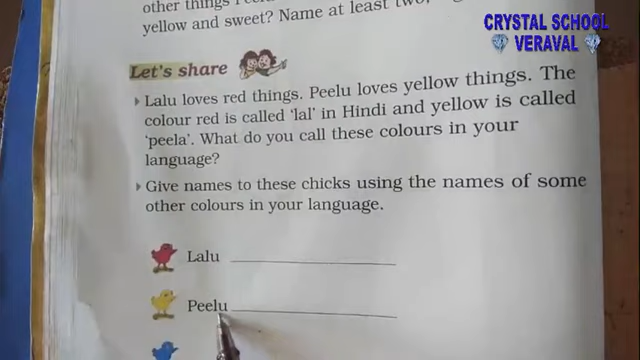 other things
yellow and sweet? Name at least two,
CRYSTAL SCHOOL
VERAVAL
Let's share
Lalu loves red things. Peelu loves yellow things. The
colour red is called 'lal' in Hindi and yellow is called
'peela'. What do you call these colours in your
language?
Give names to these chicks using the names of some
other colours in your language.
Lalu
Peelu